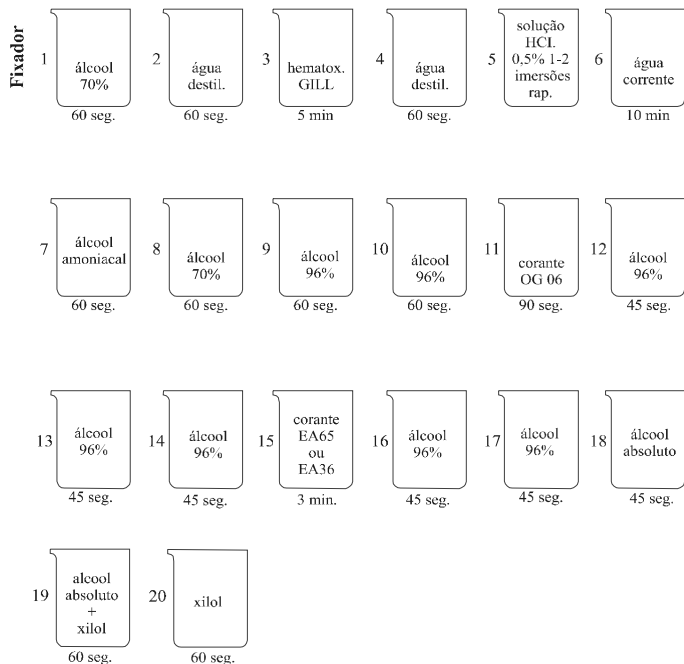 Fixador
1
álcool
70%
60 seg.
2
água
destil.
60 seg.
3
hematox.
GILL
5 min
4
água
destil.
60 seg.
5
solução
HCl.
0,5% 1-2
imersões
rap.
6
água
corrente
10 min
7
álcool
amoniacal
60 seg.
8
álcool
70%
60 seg.
9
álcool
96%
60 seg.
10
álcool
96%
60 seg.
11
corante
OG 06
90 seg.
12
álcool
96%
45 seg.
13
álcool
96%
45 seg.
14
álcool
96%
45 seg.
15
corante
EA65
ou
EA36
3 min.
16
álcool
96%
45 seg.
17
álcool
96%
45 seg.
18
álcool
absoluto
45 seg.
19
alcool
absoluto
+
xilol
60 seg.
20
xilol
60 seg.